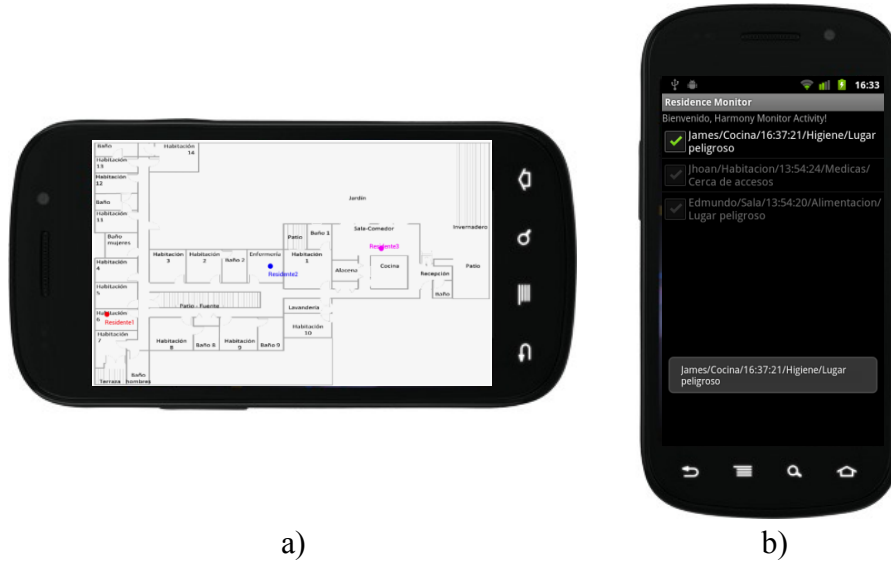 Baño
Habitación
13
Habitación
14
Habitación
12
Baño
Habitación
11
Baño
mujeres
Habitación
4
Habitación
5
Habitación
6
Residente1
Habitación
7
Terraza
Baño
hombres
Habitación
3
Habitación
2
Baño 2
Enfermería
Residente2
Patio
Baño 1
Habitación
1
Jardín
Sala-Comedor
Residente3
Alacena
Cocina
Recepción
Baño
Invernadero
Patio
Patio - Fuente
Lavandería
Habitación
10
Habitación
8
Baño 8
Habitación
9
Baño 9
a)
16:33
Residence Monitor
Bienvenido, Harmony Monitor Activity!
James/Cocina/16:37:21/Higiene/Lugar
peligroso
Jhoan/Habitacion/13:54:24/Medicas/
Cerca de accesos
Edmundo/Sala/13:54:20/Alimentacion/
Lugar peligroso
James/Cocina/16:37:21/Higiene/Lugar
peligroso
b)